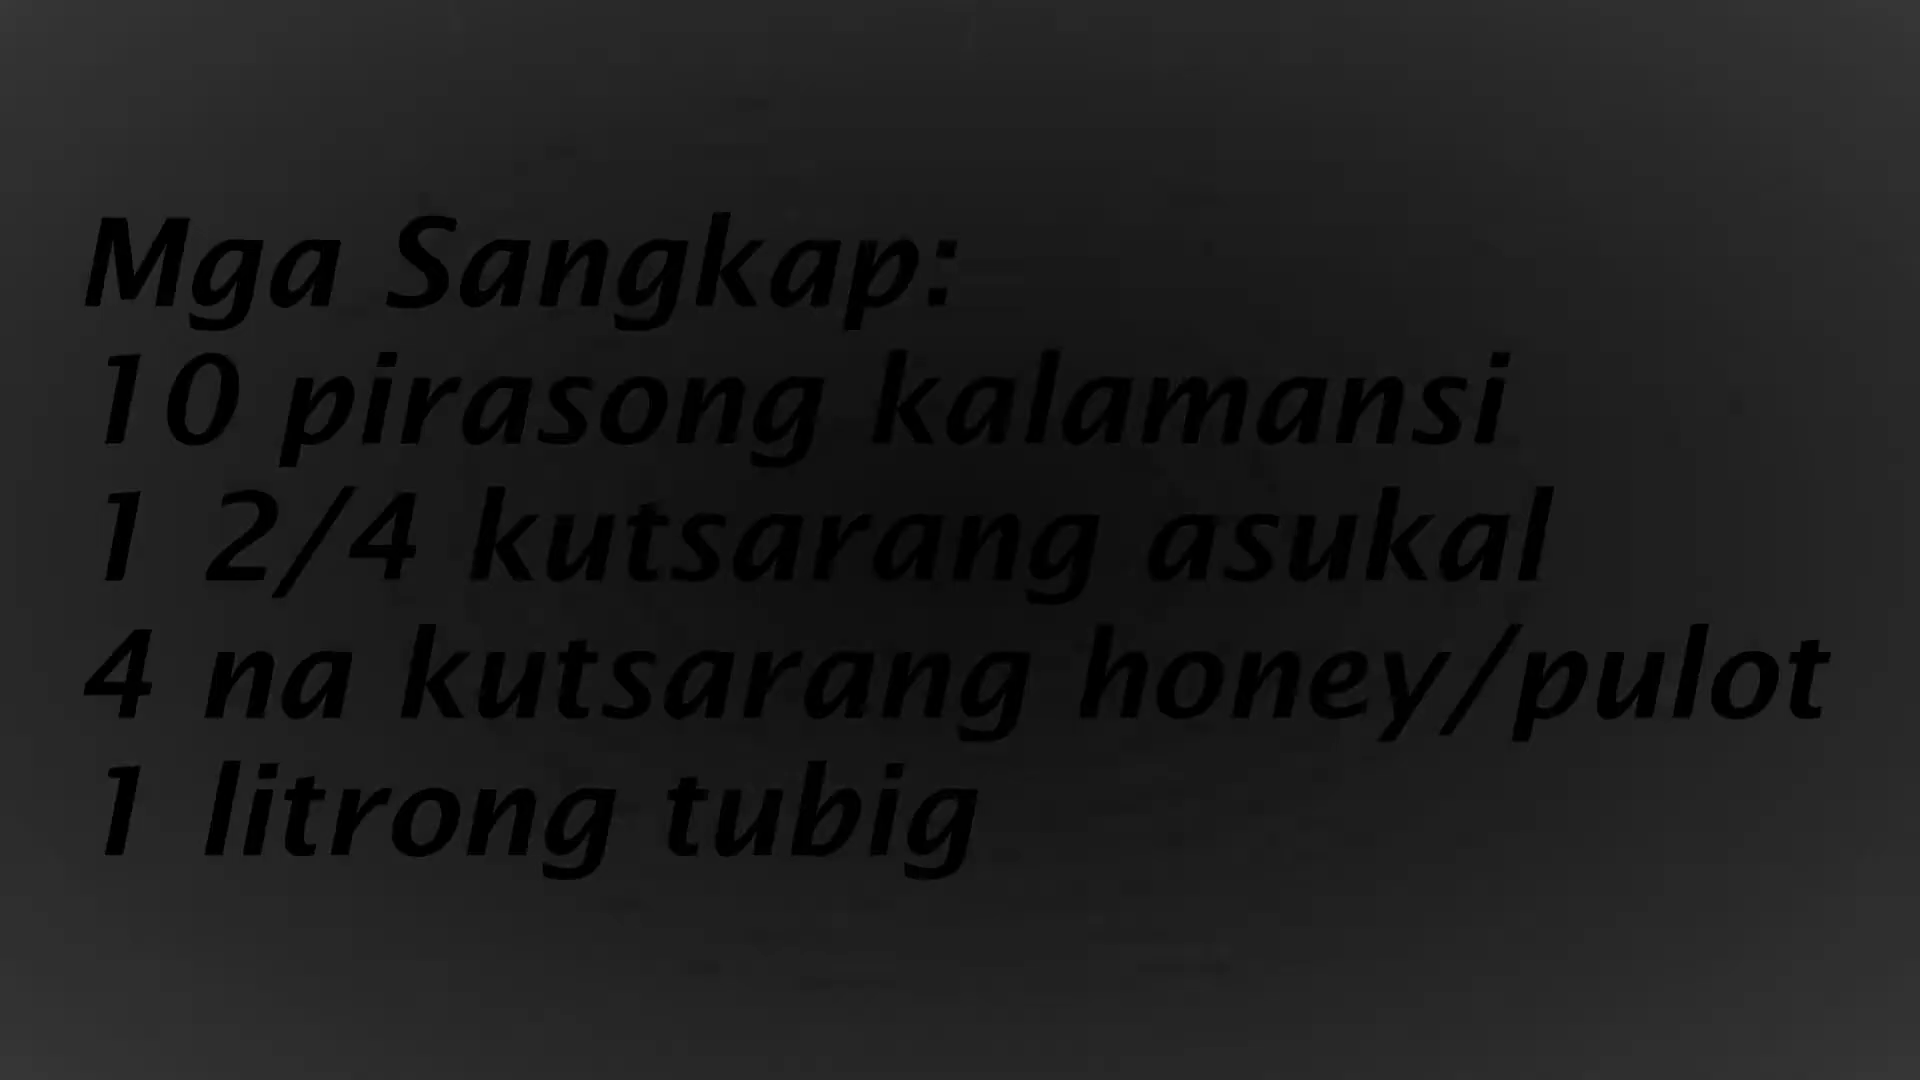 Mga Sangkap:
10 pirasong kalamansi
1 2/4 kutsarang asukal
4 na kutsarang honey/pulot
1 litrong tubig